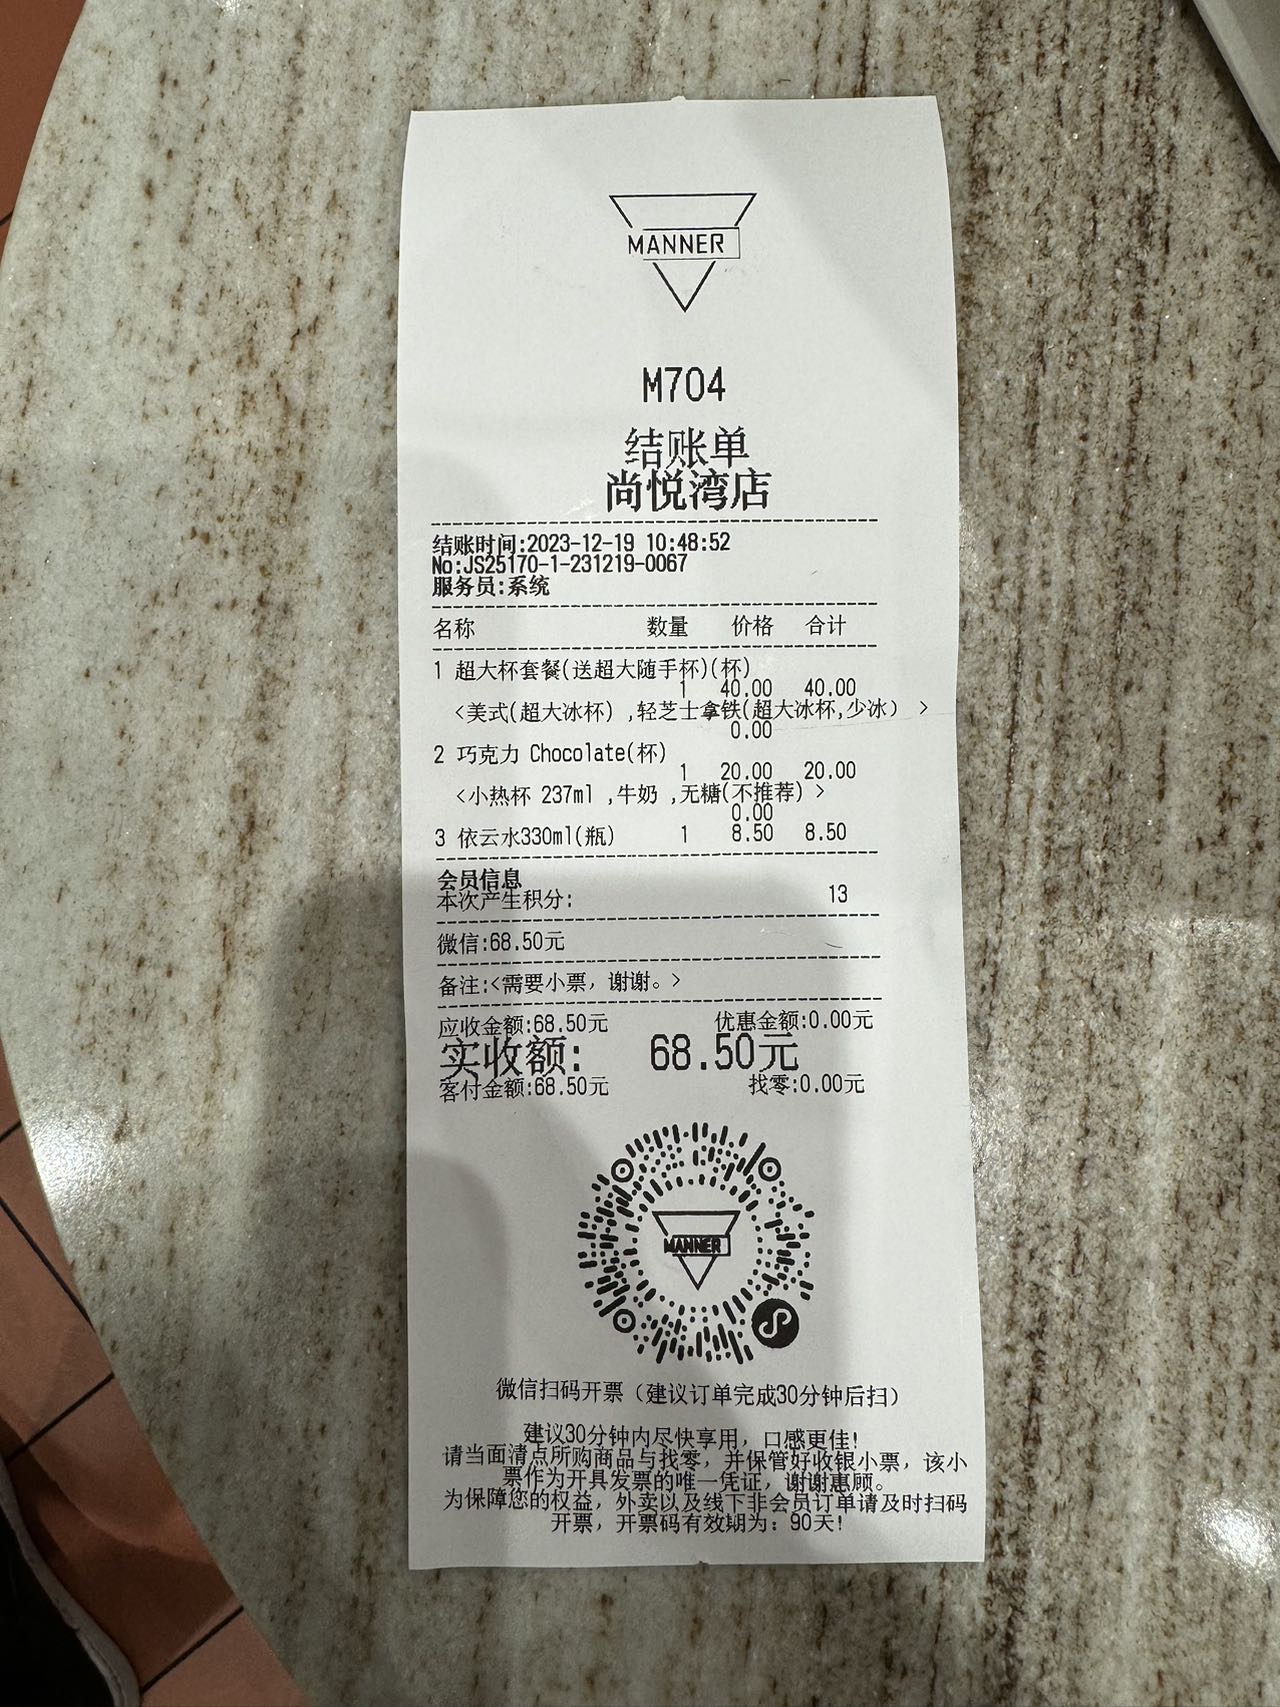 MANNER
M704
结账单
尚悦湾店
结账时间:2023-12-19 10:48:52
No:JS25170-1-231219-0067
服务员:系统
名称 数量 价格 合计
1 超大杯套餐(送超大随手杯)(杯)
1 40.00 40.00
<美式(超大冰杯) ,轻芝士拿铁(超大冰杯,少冰) >
0.00
2 巧克力 Chocolate(杯)
1 20.00 20.00
<小热杯 237ml ,牛奶 ,无糖(不推荐) >
0.00
3 依云水330ml(瓶) 1 8.50 8.50
会员信息
本次产生积分: 13
微信:68.50元
备注:<需要小票，谢谢。>
应收金额:68.50元 优惠金额:0.00元
实收额: 68.50元
客付金额:68.50元 找零:0.00元
MANNER
微信扫码开票（建议订单完成30分钟后扫）
建议30分钟内尽快享用，口感更佳!
请当面清点所购商品与找零，并保管好收银小票，该小
票作为开具发票的唯一凭证，谢谢惠顾。
为保障您的权益，外卖以及线下非会员订单请及时扫码
开票，开票码有效期为：90天!